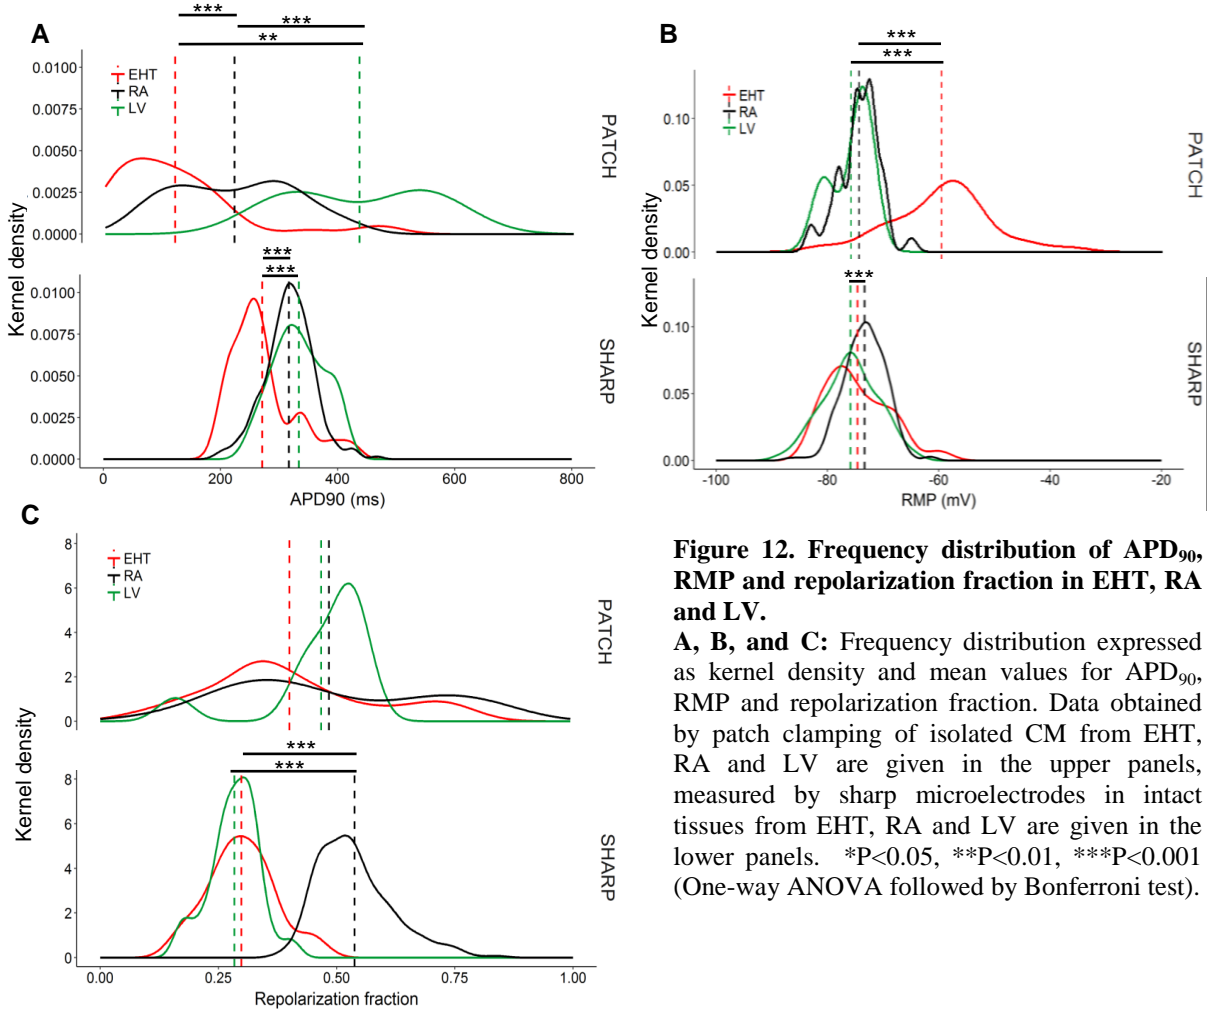 A
***
***
**
0.0100
0.0075
0.0050
0.0025
0.0000
EHT
RA
LV
PATCH
Kernel density
***
***
0.0100
0.0075
0.0050
0.0025
0.0000
SHARP
0 200 400 600 800
APD90 (ms)
B
***
***
0.10
0.05
0.00
EHT
RA
LV
PATCH
Kernel density
***
0.10
0.05
0.00
SHARP
-100 -80 -60 -40 -20
RMP (mV)
C
8
6
4
2
0
EHT
RA
LV
PATCH
Kernel density
***
***
8
6
4
2
0
SHARP
0.00 0.25 0.50 0.75 1.00
Repolarization fraction
Figure 12. Frequency distribution of APD₉₀,
RMP and repolarization fraction in EHT, RA
and LV.
A, B, and C: Frequency distribution expressed
as kernel density and mean values for APD₉₀,
RMP and repolarization fraction. Data obtained
by patch clamping of isolated CM from EHT,
RA and LV are given in the upper panels,
measured by sharp microelectrodes in intact
tissues from EHT, RA and LV are given in the
lower panels. *P<0.05, **P<0.01, ***P<0.001
(One-way ANOVA followed by Bonferroni test).